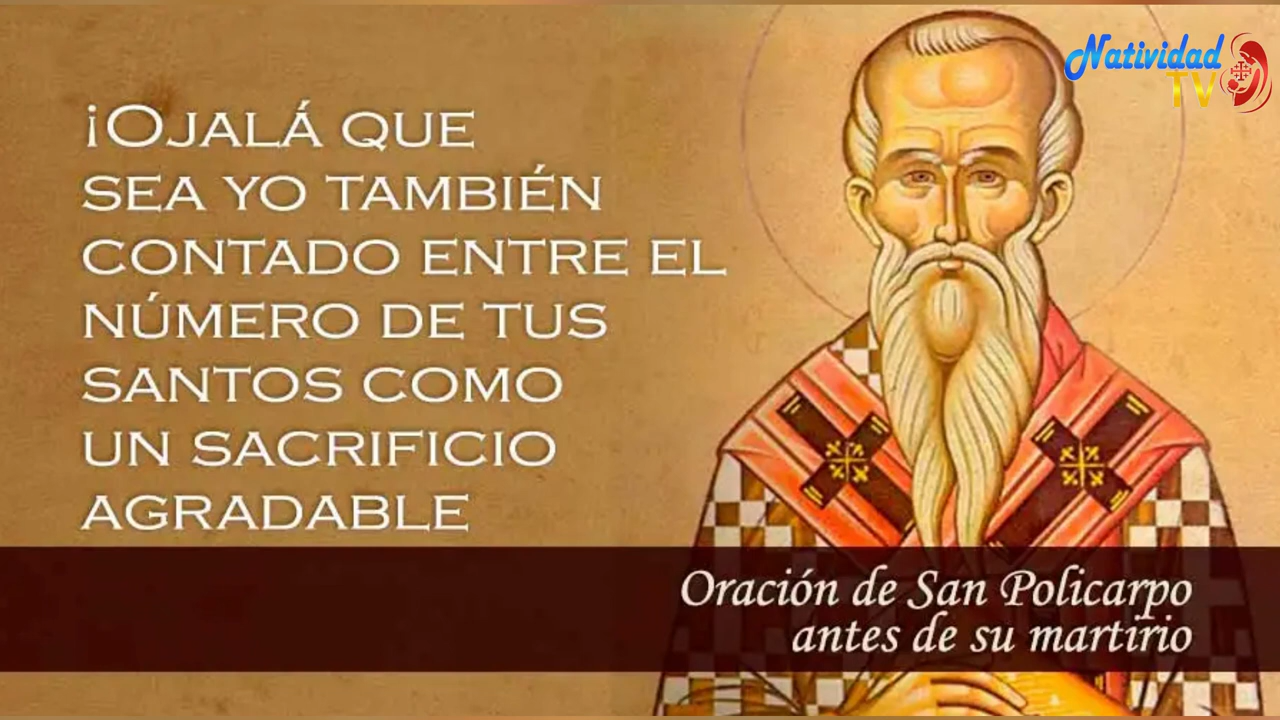 ¡OJALÁ QUE
SEA YO TAMBIÉN
CONTADO ENTRE EL
NÚMERO DE TUS
SANTOS COMO
UN SACRIFICIO
AGRADABLE
Oración de San Policarpo
antes de su martirio
Natividad
TV